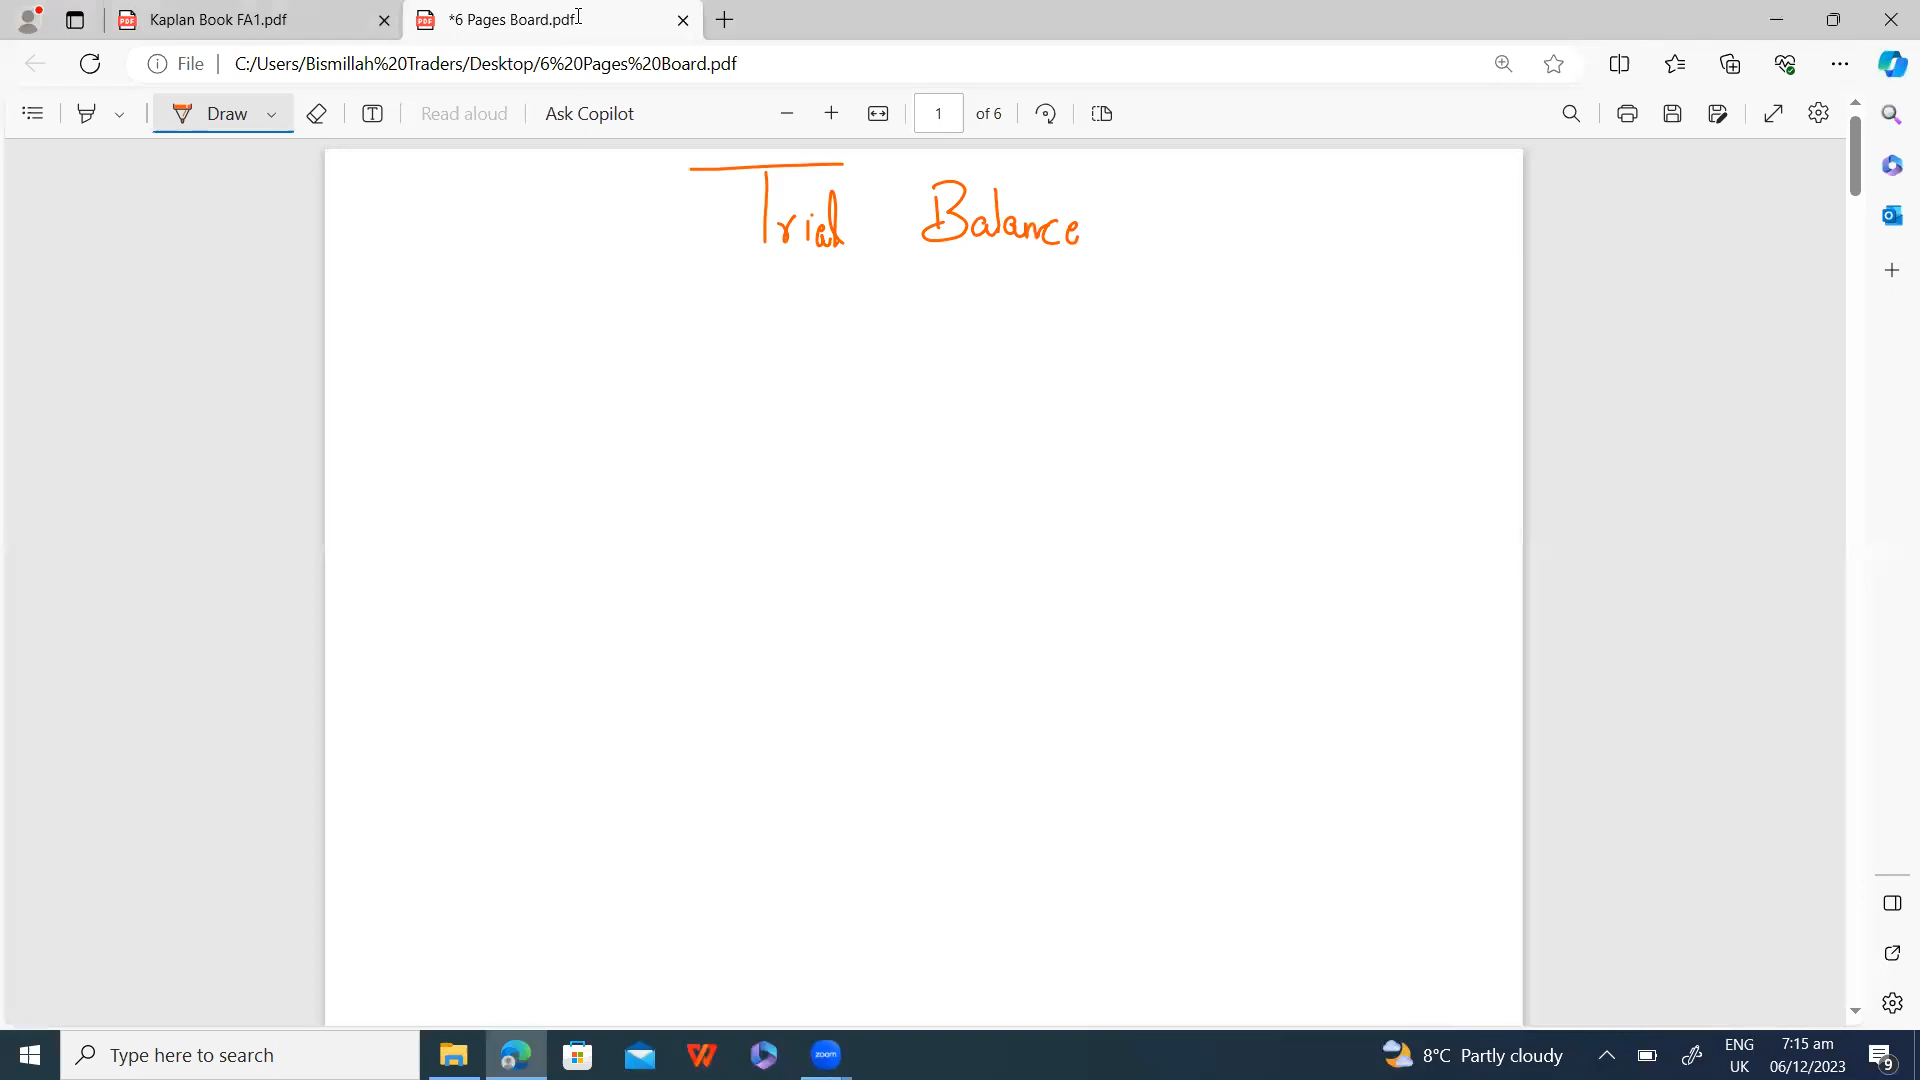 Kaplan Book FA1.pdf
*6 Pages Board.pdf
File
C:/Users/Bismillah%20Traders/Desktop/6%20Pages%20Board.pdf
Draw
Read aloud
Ask Copilot
1
of 6
Trial Balance
Type here to search
zoom
8°C Partly cloudy
ENG
UK
7:15 am
06/12/2023
9